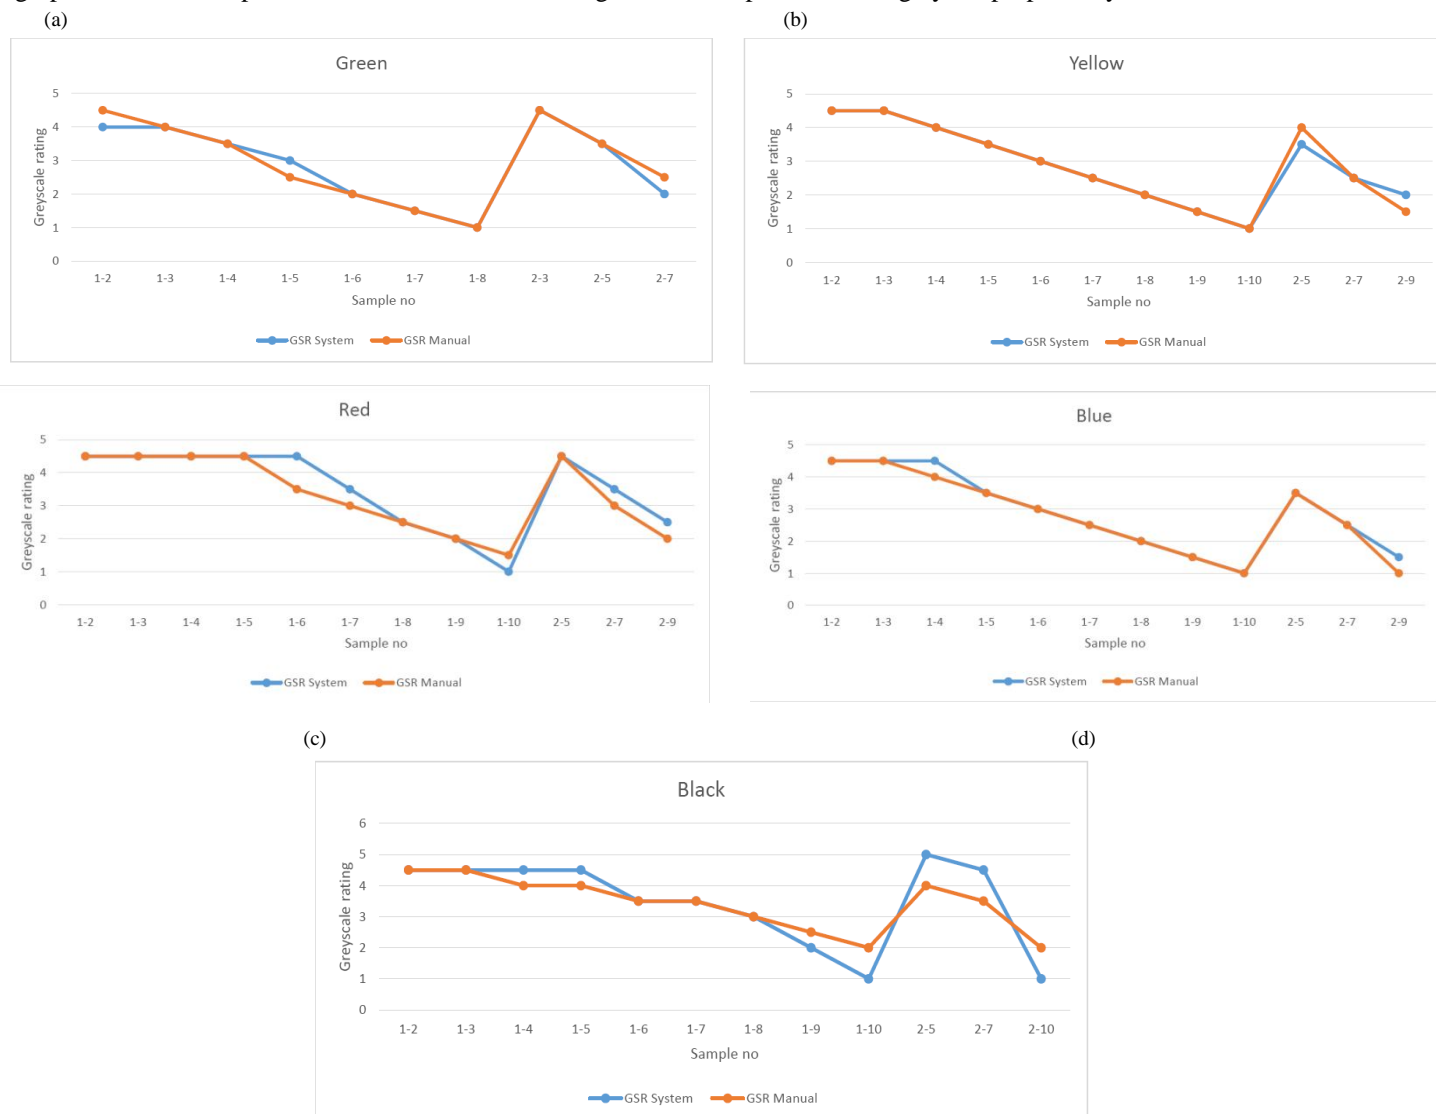 (a) (b)
Green
Greyscale rating
5
4
3
2
1
0
1-2 1-3 1-4 1-5 1-6 1-7 1-8 2-3 2-5 2-7
Sample no
GSR System GSR Manual
Yellow
Greyscale rating
5
4
3
2
1
0
1-2 1-3 1-4 1-5 1-6 1-7 1-8 1-9 1-10 2-5 2-7 2-9
Sample no
GSR System GSR Manual
Red
Greyscale rating
5
4
3
2
1
0
1-2 1-3 1-4 1-5 1-6 1-7 1-8 1-9 1-10 2-5 2-7 2-9
Sample no
GSR System GSR Manual
Blue
Greyscale rating
5
4
3
2
1
0
1-2 1-3 1-4 1-5 1-6 1-7 1-8 1-9 1-10 2-5 2-7 2-9
Sample no
GSR System GSR Manual
(c) (d)
Black
Greyscale rating
6
5
4
3
2
1
0
1-2 1-3 1-4 1-5 1-6 1-7 1-8 1-9 1-10 2-5 2-7 2-10
Sample no
GSR System GSR Manual